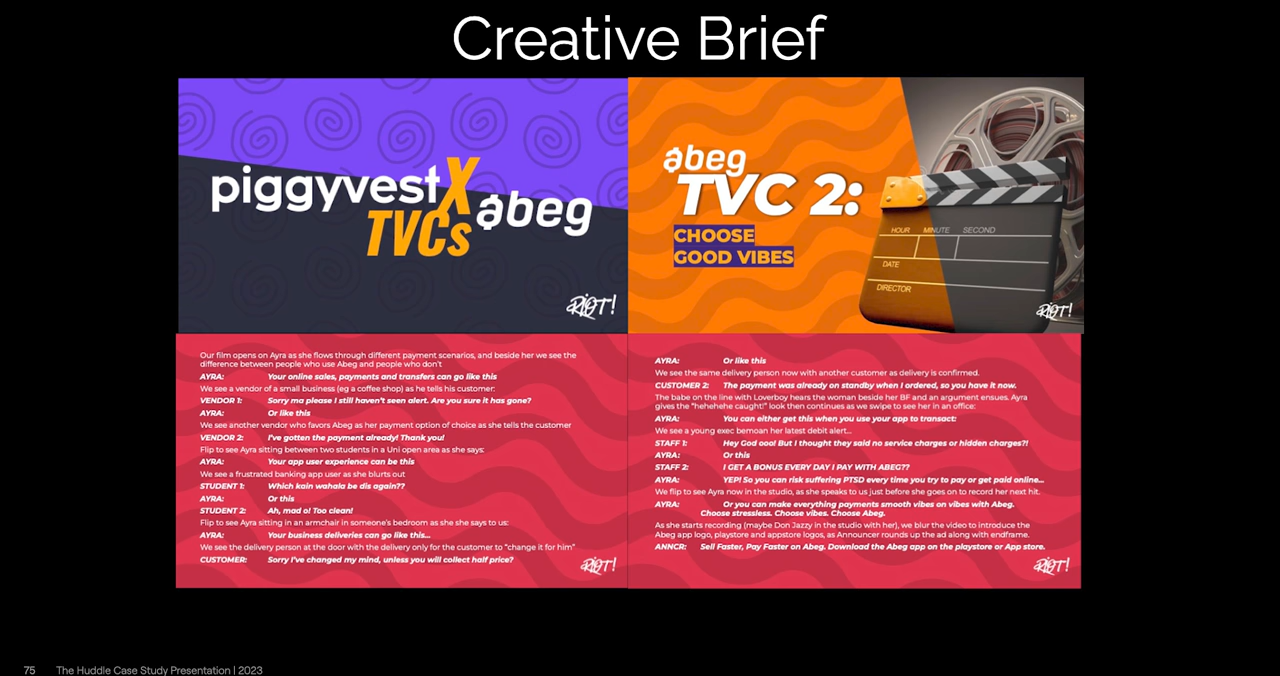 Creative Brief
piggyvest X abeg
TVCs
RIOT!
abeg
TVC 2:
CHOOSE
GOOD VIBES
HOUR MINUTE SECOND
DATE
DIRECTOR
RIOT!
Our film opens on Ayra as she flows through different payment scenarios, and beside her we see the
difference between people who use Abeg and people who don't
AYRA: Your online sales, payments and transfers can go like this
We see a vendor of a small business (eg a coffee shop) as he tells his customer:
VENDOR 1: Sorry ma please I still haven't seen alert. Are you sure it has gone?
AYRA: Or like this
We see another vendor who favors Abeg as her payment option of choice as she tells the customer
VENDOR 2: I've gotten the payment already! Thank you!
Flip to see Ayra sitting between two students in a Uni open area as she says:
AYRA: Your app user experience can be this
We see a frustrated banking app user as she blurts out
STUDENT 1: Which kain wahala be dis again??
AYRA: Or this
STUDENT 2: Ah, mad o! Too clean!
Flip to see Ayra sitting in an armchair in someone's bedroom as she she says to us:
AYRA: Your business deliveries can go like this...
We see the delivery person at the door with the delivery only for the customer to "change it for him"
CUSTOMER: Sorry I've changed my mind, unless you will collect half price?
RIOT!
AYRA: Or like this
We see the same delivery person now with another customer as delivery is confirmed.
CUSTOMER 2: The payment was already on standby when I ordered, so you have it now.
The babe on the line with Loverboy hears the woman beside her BF and an argument ensues. Ayra
gives the "hehehehe caught!" look then continues as we swipe to see her in an office:
AYRA: You can either get this when you use your app to transact:
We see a young exec bemoan her latest debit alert...
STAFF 1: Hey God ooo! But I thought they said no service charges or hidden charges?!
AYRA: Or this
STAFF 2: I GET A BONUS EVERY DAY I PAY WITH ABEG??
AYRA: YEP! So you can risk suffering PTSD every time you try to pay or get paid online...
We flip to see Ayra now in the studio, as she speaks to us just before she goes on to record her next hit.
AYRA: Or you can make everything payments smooth vibes on vibes with Abeg.
Choose stressless. Choose vibes. Choose Abeg.
As she starts recording (maybe Don Jazzy in the studio with her), we blur the video to introduce the
Abeg app logo, playstore and appstore logos, as Announcer rounds up the ad along with endframe.
ANNCR: Sell Faster, Pay Faster on Abeg. Download the Abeg app on the playstore or App store.
RIOT!
75 The Huddle Case Study Presentation | 2023